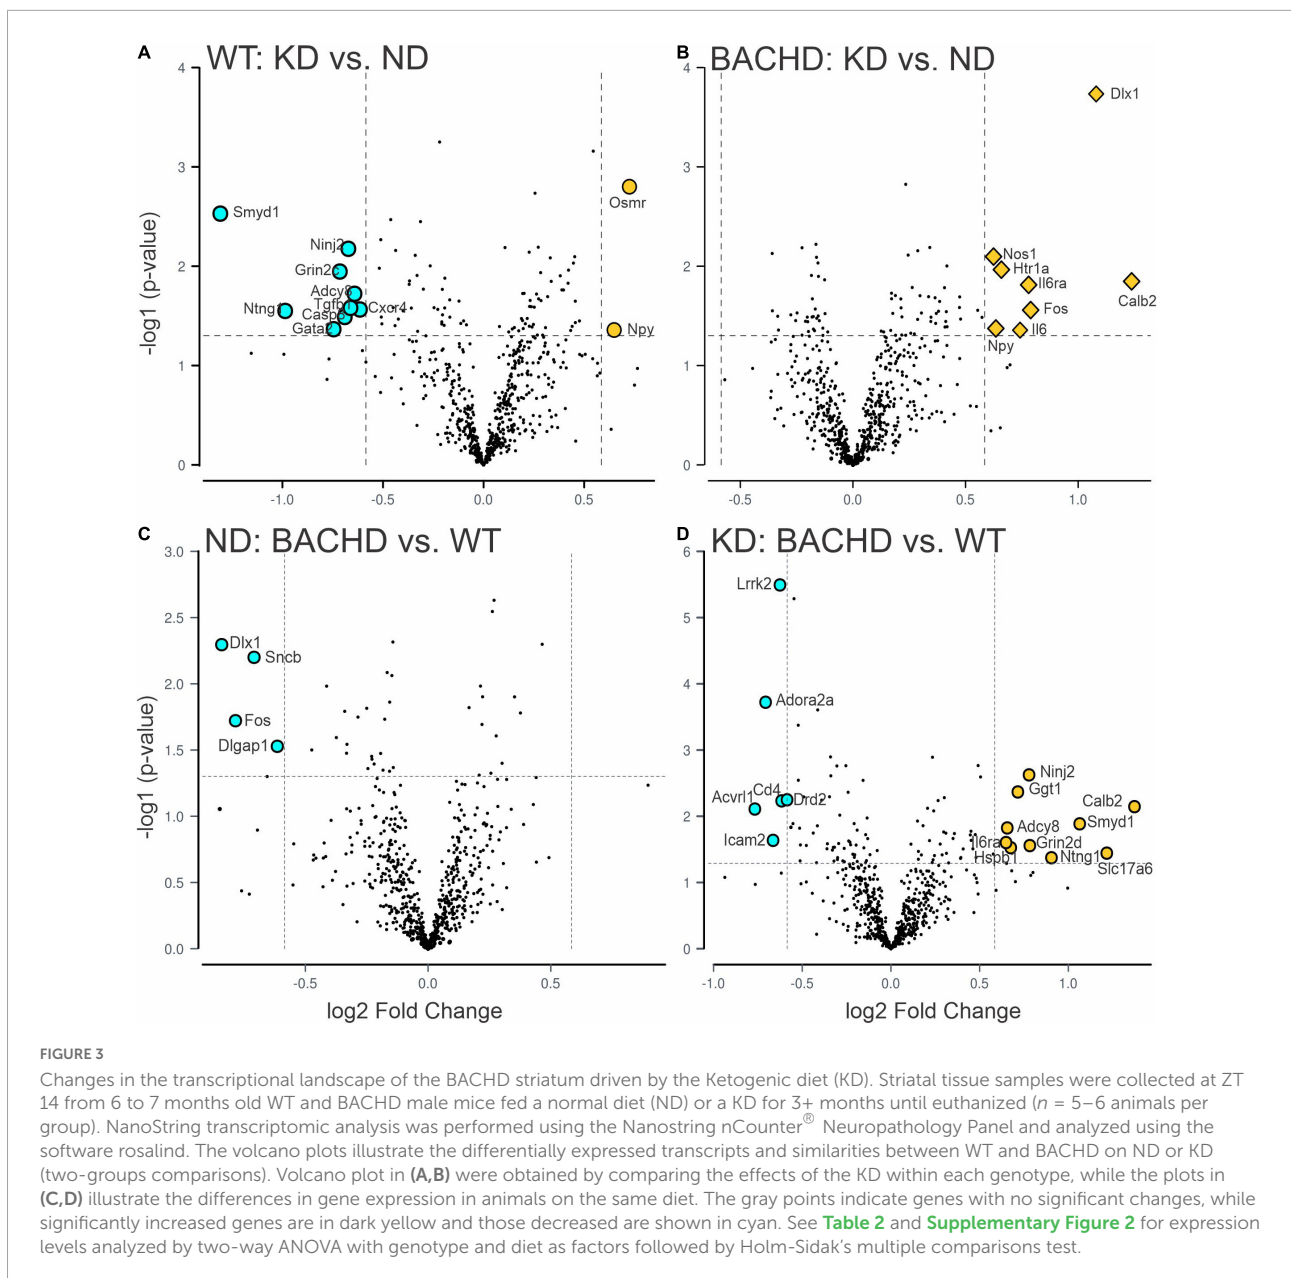 A
WT: KD vs. ND
4
3
2
1
0
-log1 (p-value)
Smyd1
Ninj2
Grin2c
Adcy8
Tgfb1
Ntng1
Cxcr4
Casp8
Gata2
Osmr
Npy
-1.0
-0.5
0.0
0.5
B
BACHD: KD vs. ND
4
3
2
1
0
Dlx1
Nos1
Htr1a
Il6ra
Calb2
Fos
Il6
Npy
-0.5
0.0
0.5
1.0
C
ND: BACHD vs. WT
3.0
2.5
2.0
1.5
1.0
0.5
0.0
-log1 (p-value)
Dlx1
Sncb
Fos
Dlgap1
-0.5
0.0
0.5
log2 Fold Change
D
KD: BACHD vs. WT
6
5
4
3
2
1
0
Lrrk2
Adora2a
Cd4
Acvrl1
Drd2
Icam2
Ninj2
Ggt1
Calb2
Adcy8
Smyd1
Il6ra
Grin2d
Hspb1
Ntng1
Slc17a6
-1.0
-0.5
0.0
0.5
1.0
log2 Fold Change
FIGURE 3
Changes in the transcriptional landscape of the BACHD striatum driven by the Ketogenic diet (KD). Striatal tissue samples were collected at ZT
14 from 6 to 7 months old WT and BACHD male mice fed a normal diet (ND) or a KD for 3+ months until euthanized (n = 5–6 animals per
group). NanoString transcriptomic analysis was performed using the Nanostring nCounter® Neuropathology Panel and analyzed using the
software rosalind. The volcano plots illustrate the differentially expressed transcripts and similarities between WT and BACHD on ND or KD
(two-groups comparisons). Volcano plot in (A,B) were obtained by comparing the effects of the KD within each genotype, while the plots in
(C,D) illustrate the differences in gene expression in animals on the same diet. The gray points indicate genes with no significant changes, while
significantly increased genes are in dark yellow and those decreased are shown in cyan. See Table 2 and Supplementary Figure 2 for expression
levels analyzed by two-way ANOVA with genotype and diet as factors followed by Holm-Sidak's multiple comparisons test.